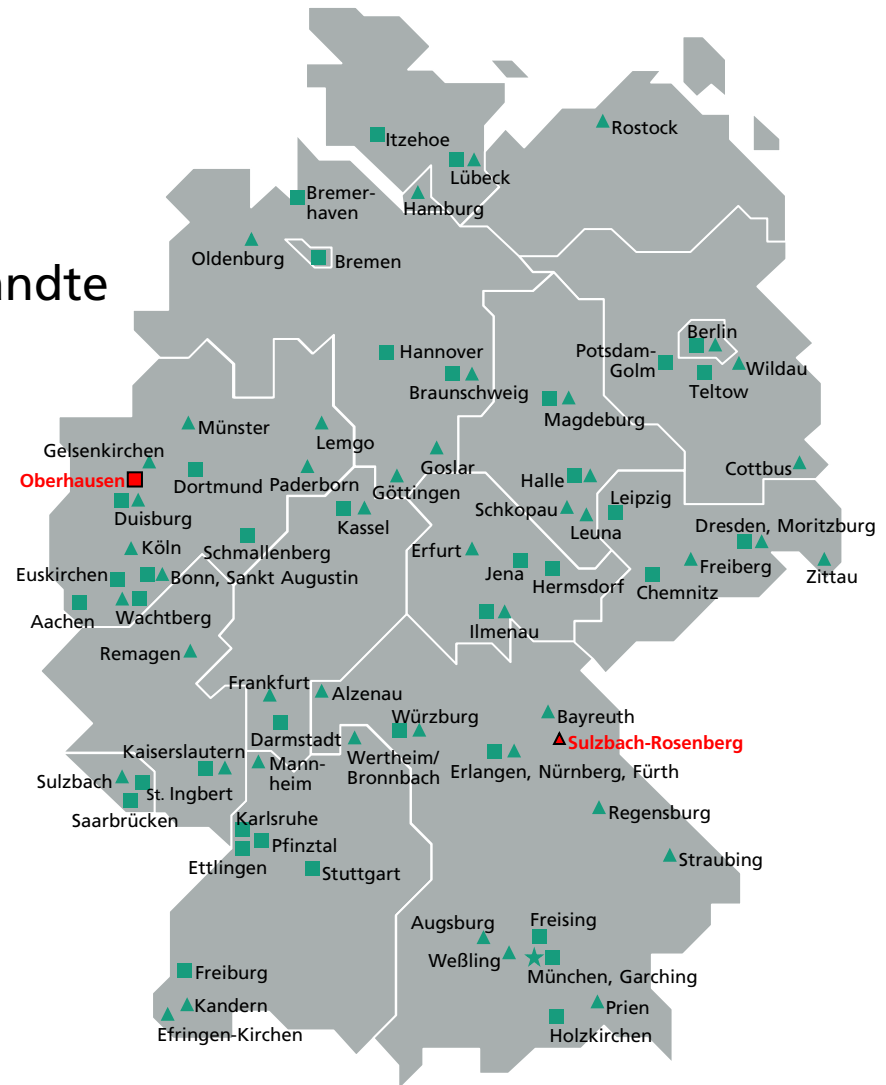 Rostock
Itzehoe
Lübeck
Bremer-
haven
Hamburg
Oldenburg
Bremen
Hannover
Berlin
Potsdam-
Golm
Wildau
Teltow
Braunschweig
Magdeburg
Münster
Lemgo
Gelsenkirchen
Goslar
Cottbus
Oberhausen
Dortmund
Paderborn
Göttingen
Halle
Leipzig
Duisburg
Kassel
Schkopau
Leuna
Dresden, Moritzburg
Köln
Schmallenberg
Erfurt
Jena
Hermsdorf
Freiberg
Zittau
Euskirchen
Bonn, Sankt Augustin
Chemnitz
Aachen
Wachtberg
Ilmenau
Remagen
Frankfurt
Alzenau
Bayreuth
Würzburg
Darmstadt
Sulzbach-Rosenberg
Kaiserslautern
Mann-
heim
Wertheim/
Bronnbach
Erlangen, Nürnberg, Fürth
Sulzbach
St. Ingbert
Saarbrücken
Karlsruhe
Regensburg
Pfinztal
Ettlingen
Stuttgart
Straubing
Augsburg
Freising
Weßling
München, Garching
Freiburg
Kandern
Prien
Efringen-Kirchen
Holzkirchen